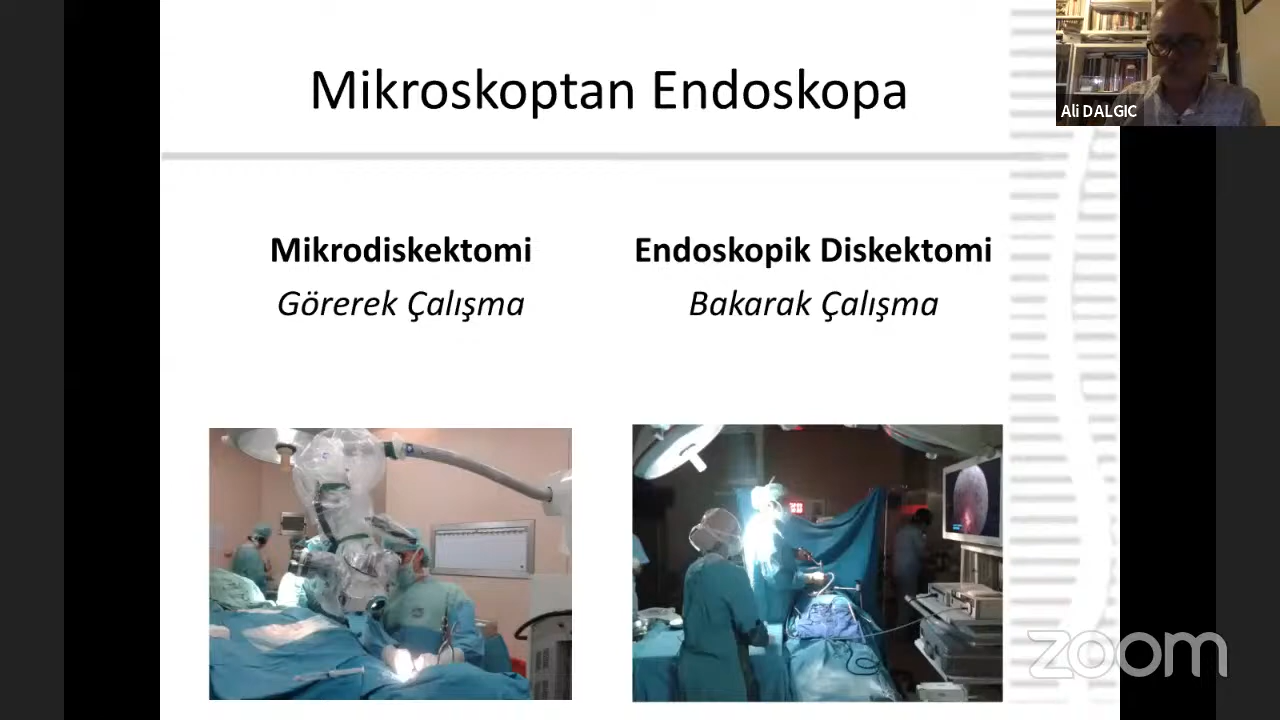 Mikroskoptan Endoskopa
Ali DALGIC
Mikrodiskektomi
Görerek Çalışma
Endoskopik Diskektomi
Bakarak Çalışma
zoom